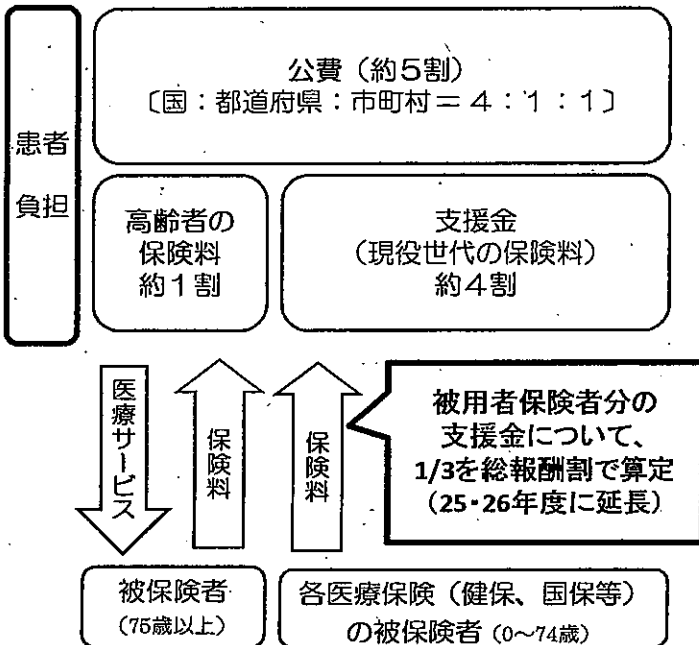 公費（約5割）
〔国：都道府県：市町村＝4：1：1〕
患者
負担
高齢者の
保険料
約1割
支援金
（現役世代の保険料）
約4割
医療サービス
保険料
保険料
被用者保険者分の
支援金について、
1/3を総報酬割で算定
（25・26年度に延長）
被保険者
（75歳以上）
各医療保険（健保、国保等）
の被保険者（0～74歳）